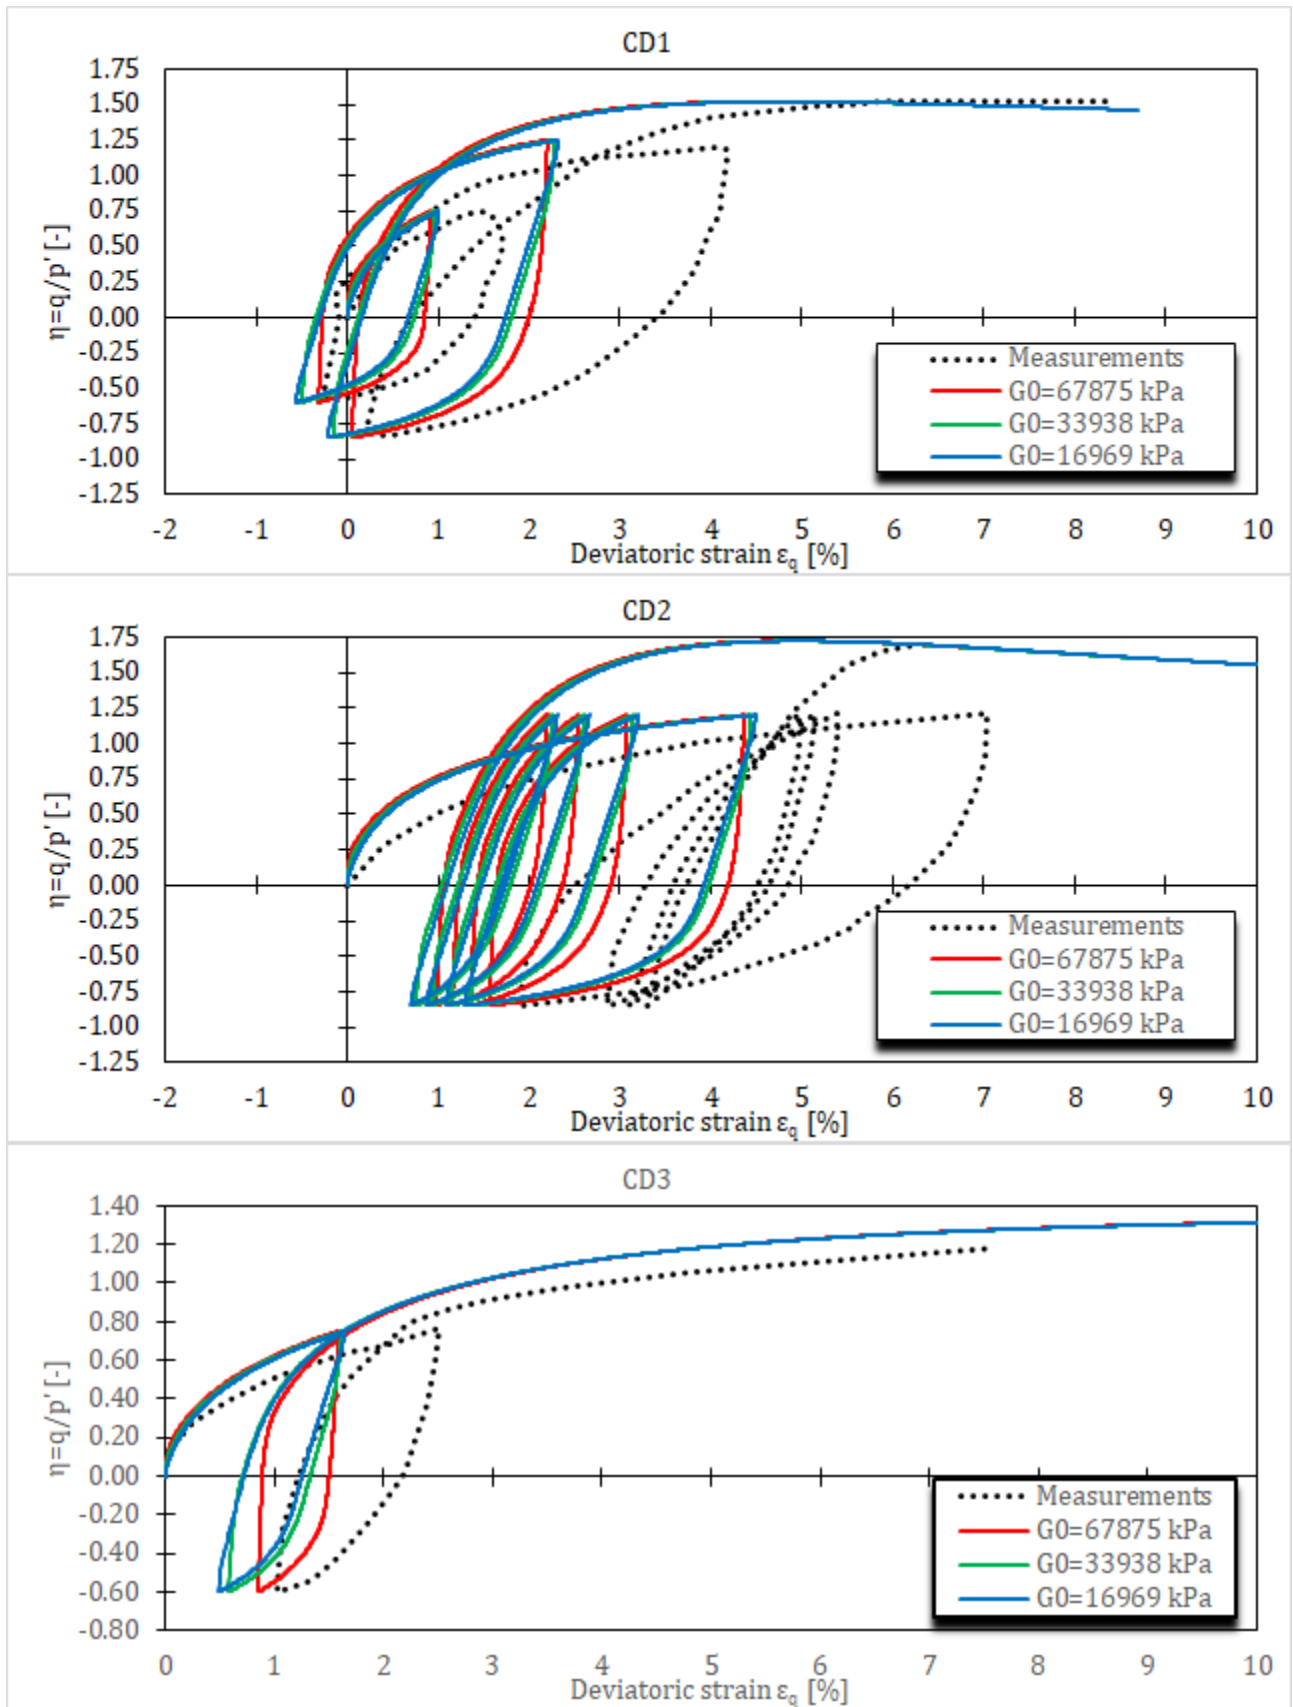 CD1
1.75
1.50
1.25
1.00
0.75
0.50
0.25
0.00
-0.25
-0.50
-0.75
-1.00
-1.25
η=q/p' [-]
Measurements
G0=67875 kPa
G0=33938 kPa
G0=16969 kPa
-2 -1 0 1 2 3 4 5 6 7 8 9 10
Deviatoric strain εq [%]
CD2
1.75
1.50
1.25
1.00
0.75
0.50
0.25
0.00
-0.25
-0.50
-0.75
-1.00
-1.25
η=q/p' [-]
Measurements
G0=67875 kPa
G0=33938 kPa
G0=16969 kPa
-2 -1 0 1 2 3 4 5 6 7 8 9 10
Deviatoric strain εq [%]
CD3
1.40
1.20
1.00
0.80
0.60
0.40
0.20
0.00
-0.20
-0.40
-0.60
-0.80
η=q/p' [-]
Measurements
G0=67875 kPa
G0=33938 kPa
G0=16969 kPa
0 1 2 3 4 5 6 7 8 9 10
Deviatoric strain εq [%]